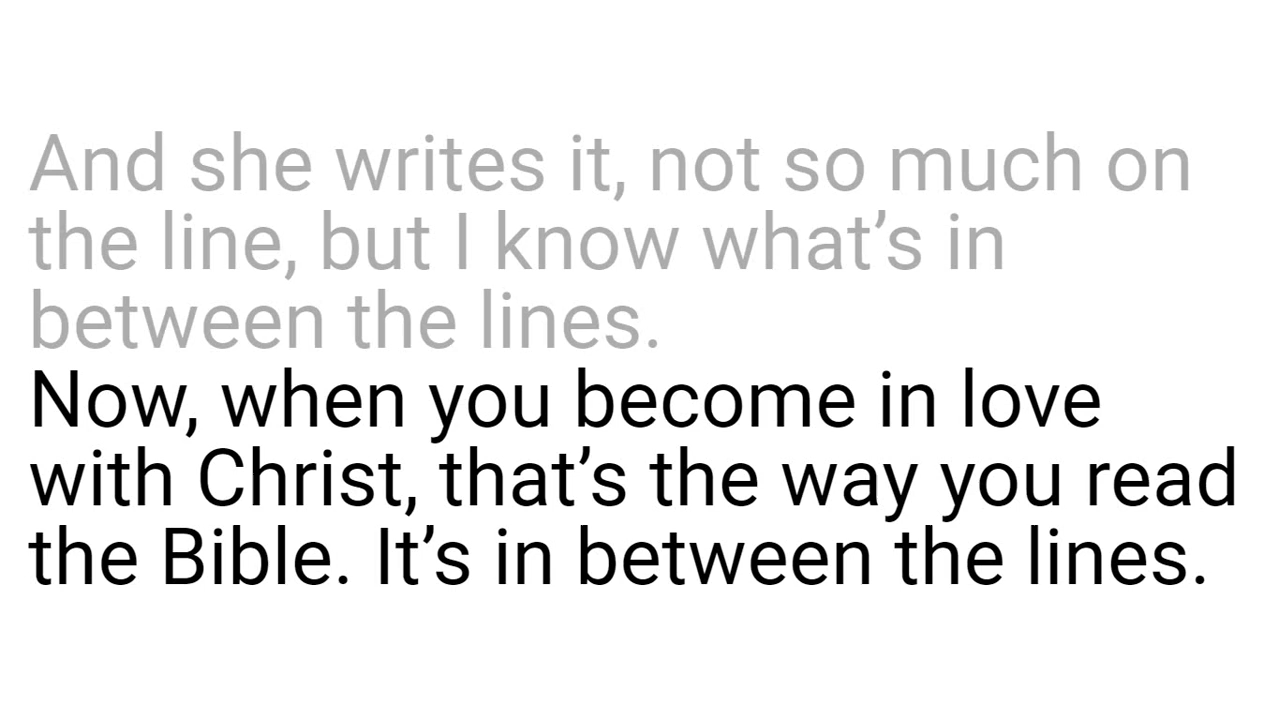 And she writes it, not so much on
the line, but I know what’s in
between the lines.
Now, when you become in love
with Christ, that’s the way you read
the Bible. It’s in between the lines.